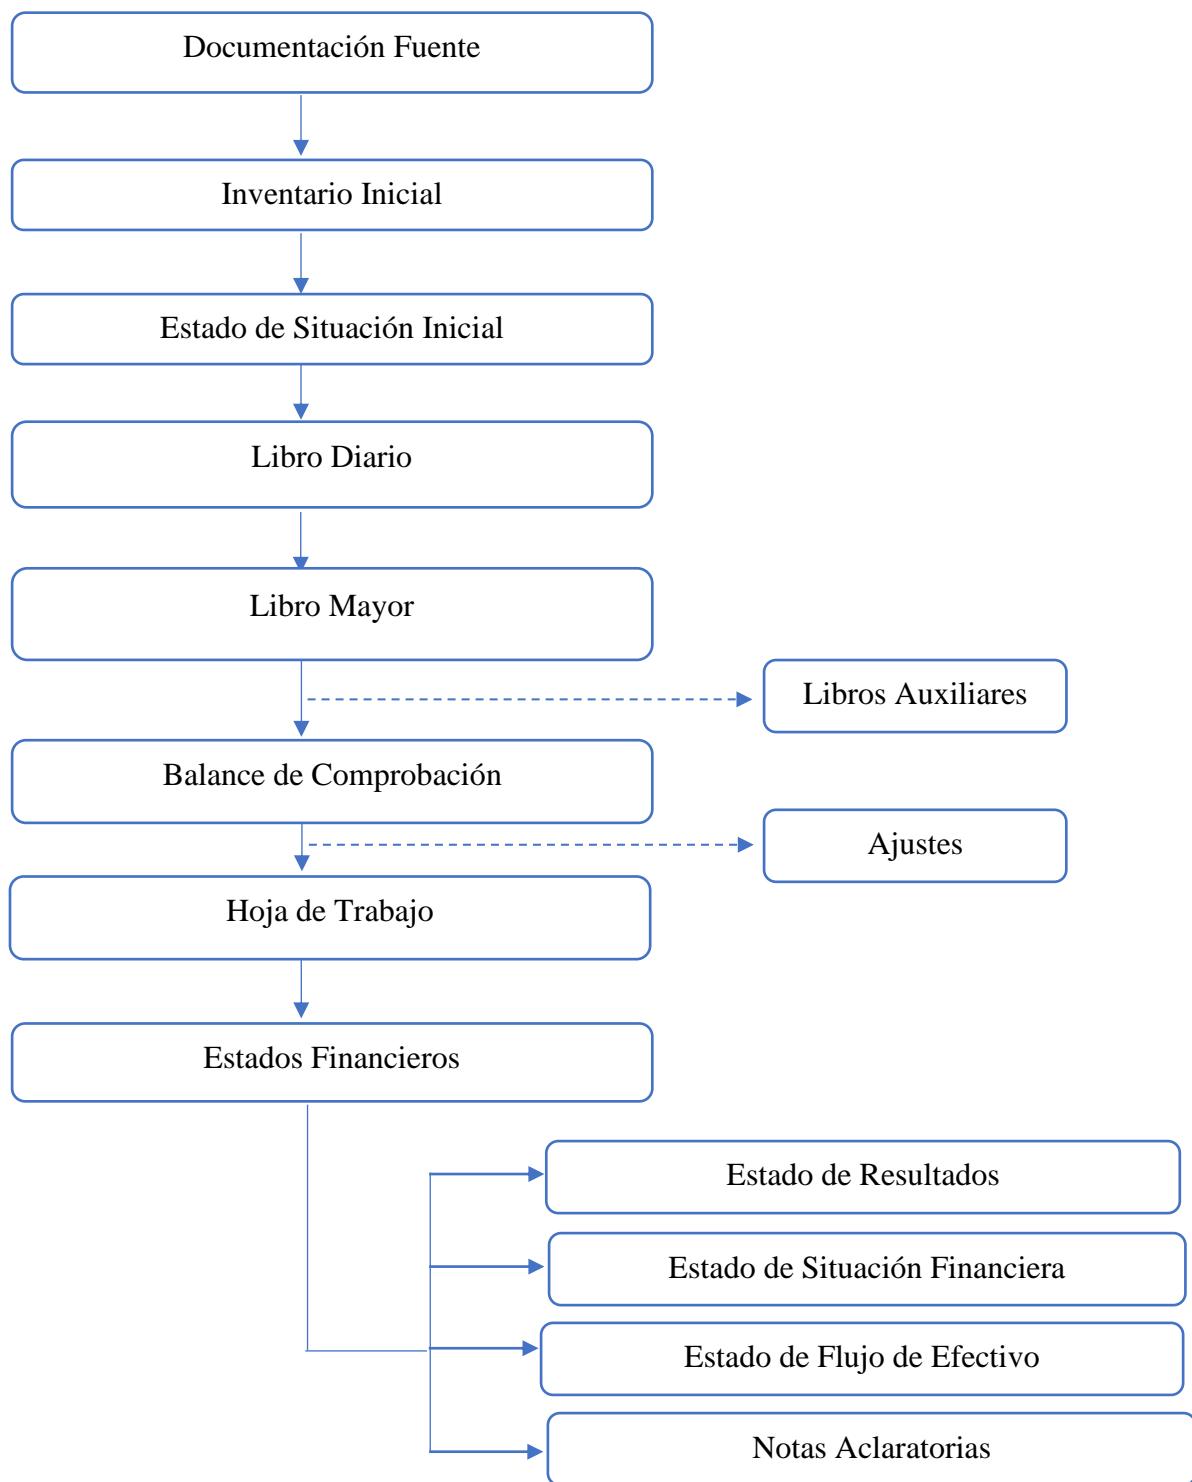 Documentación Fuente
Inventario Inicial
Estado de Situación Inicial
Libro Diario
Libro Mayor
Libros Auxiliares
Balance de Comprobación
Ajustes
Hoja de Trabajo
Estados Financieros
Estado de Resultados
Estado de Situación Financiera
Estado de Flujo de Efectivo
Notas Aclaratorias